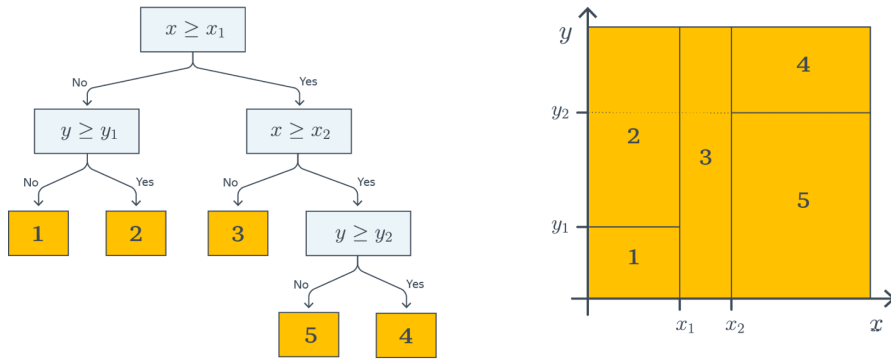 x ≥ x₁
No
Yes
y ≥ y₁
x ≥ x₂
No
Yes
No
Yes
1
2
3
y ≥ y₂
No
Yes
5
4
y
4
y₂
2
3
5
y₁
1
x₁
x₂
x